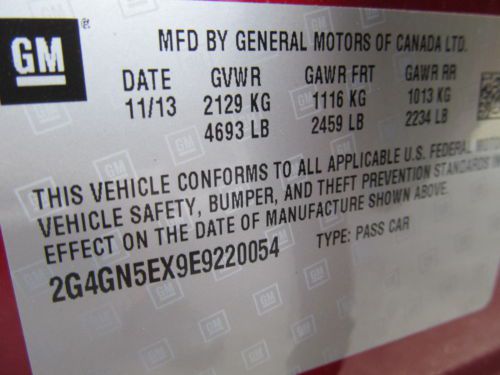 GM ®
MFD BY GENERAL MOTORS OF CANADA LTD.
DATE GVWR GAWR FRT GAWR RR
11/13 2129 KG 1116 KG 1013 KG
4693 LB 2459 LB 2234 LB
THIS VEHICLE CONFORMS TO ALL APPLICABLE U.S. FEDERAL MOTOR
VEHICLE SAFETY, BUMPER, AND THEFT PREVENTION STANDARDS
EFFECT ON THE DATE OF MANUFACTURE SHOWN ABOVE.
2G4GN5EX9E9220054 TYPE: PASS CAR